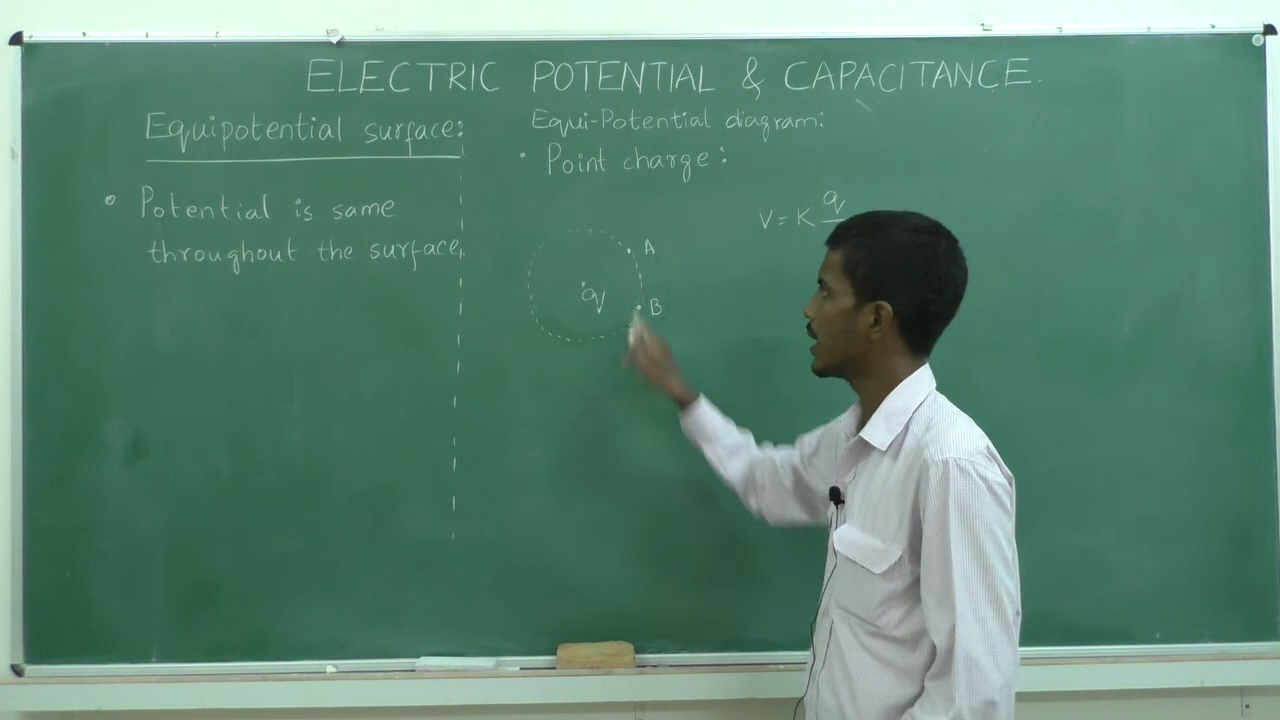 ELECTRIC POTENTIAL & CAPACITANCE.
Equipotential surface:
• Potential is same
throughout the surface
Equi-Potential diagram:
• Point charge:
A
q
B
V = K q